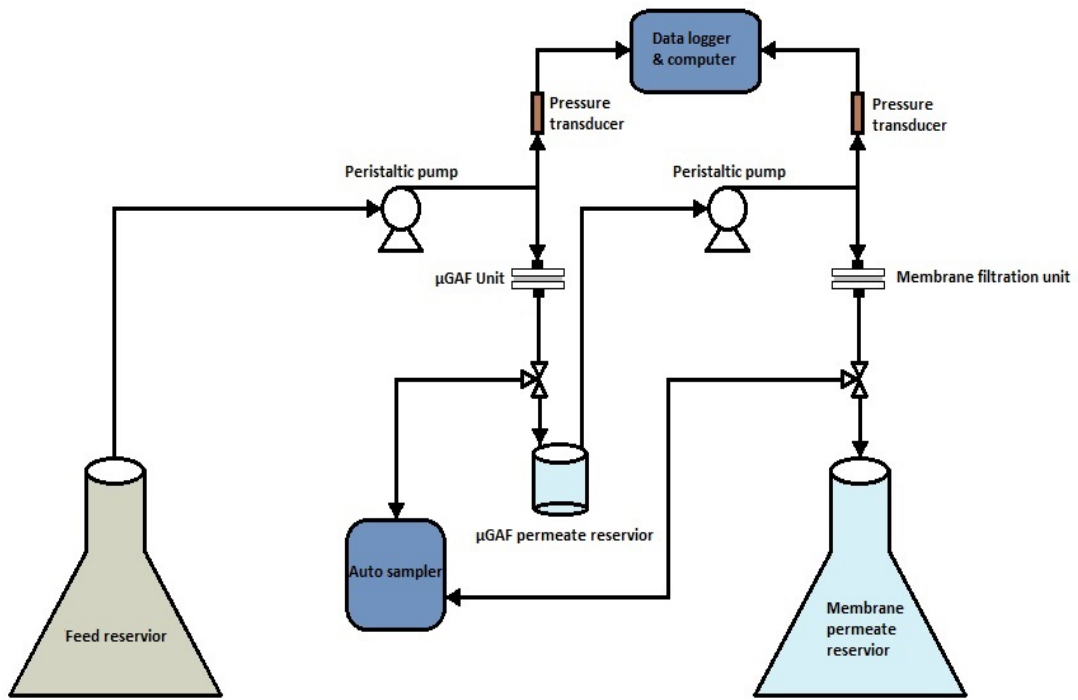 Data logger
& computer
Pressure
transducer
Pressure
transducer
Peristaltic pump
Peristaltic pump
µGAF Unit
Membrane filtration unit
µGAF permeate reservior
Auto sampler
Feed reservior
Membrane
permeate
reservior